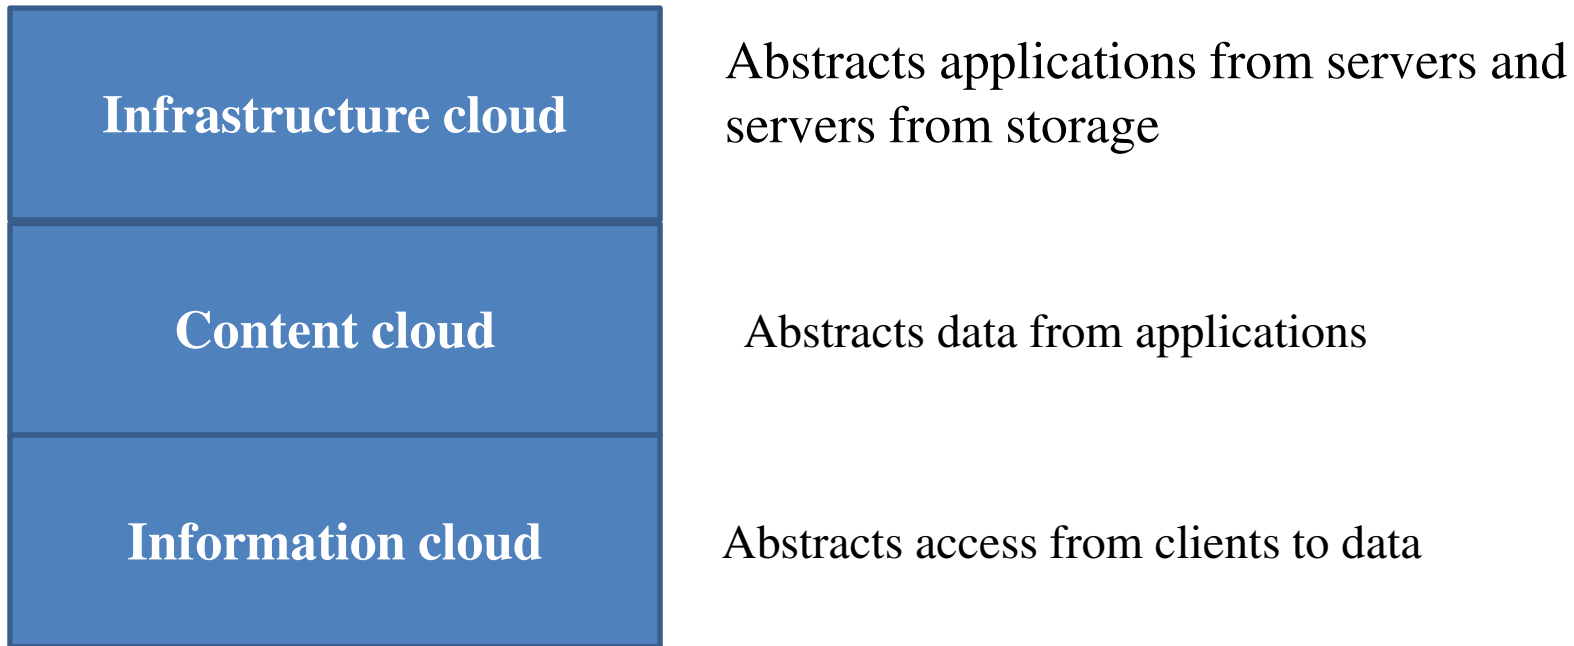 Infrastructure cloud
Abstracts applications from servers and
servers from storage
Content cloud
Abstracts data from applications
Information cloud
Abstracts access from clients to data